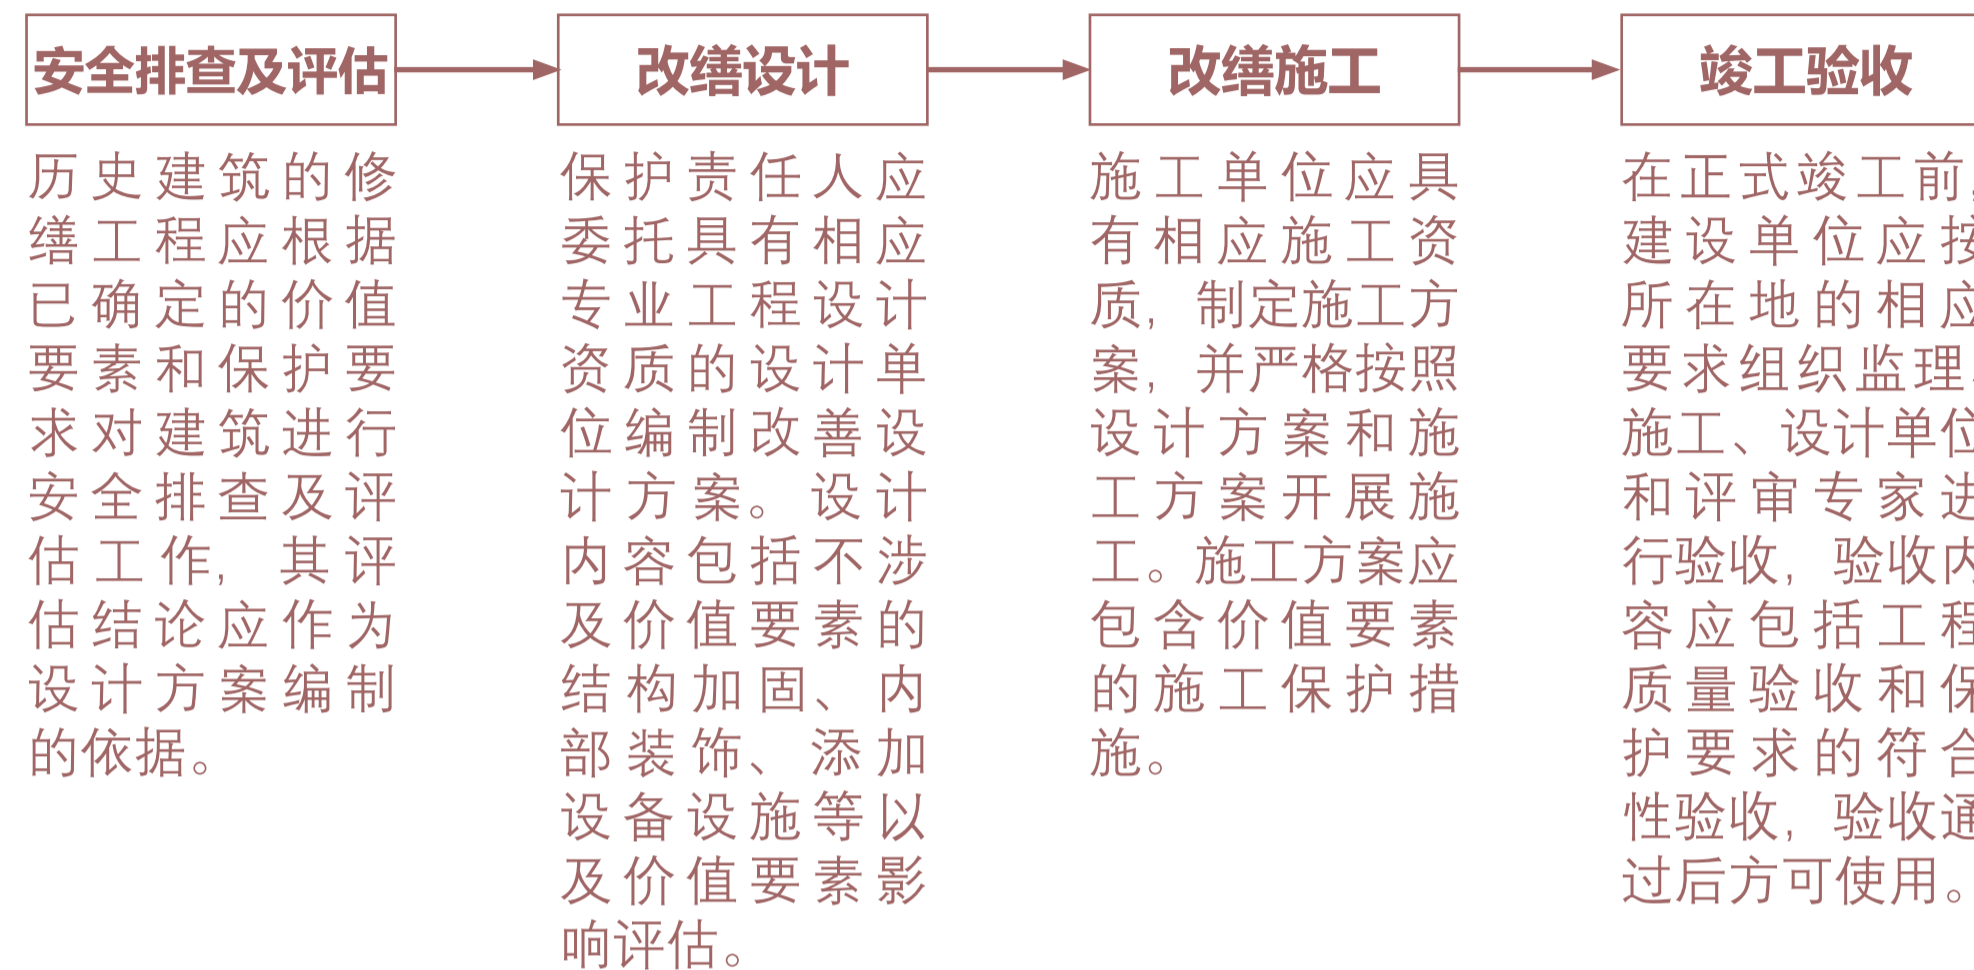 安全排查及评估
历史建筑的修
缮工程应根据
已确定的价值
要素和保护要
求对建筑进行
安全排查及评
估工作，其评
估结论应作为
设计方案编制
的依据。
改缮设计
保护责任人应
委托具有相应
专业工程设计
资质的设计单
位编制改善设
计方案。设计
内容包括不涉
及价值要素的
结构加固、内
部装饰、添加
设备设施等以
及价值要素影
响评估。
改缮施工
施工单位应具
有相应施工资
质，制定施工方
案，并严格按照
设计方案和施
工方案开展施
工。施工方案应
包含价值要素
的施工保护措
施。
竣工验收
在正式竣工前，
建设单位应按
所在地的相应
要求组织监理、
施工、设计单位
和评审专家进
行验收，验收内
容应包括工程
质量验收和保
护要求的符合
性验收，验收通
过后方可使用。